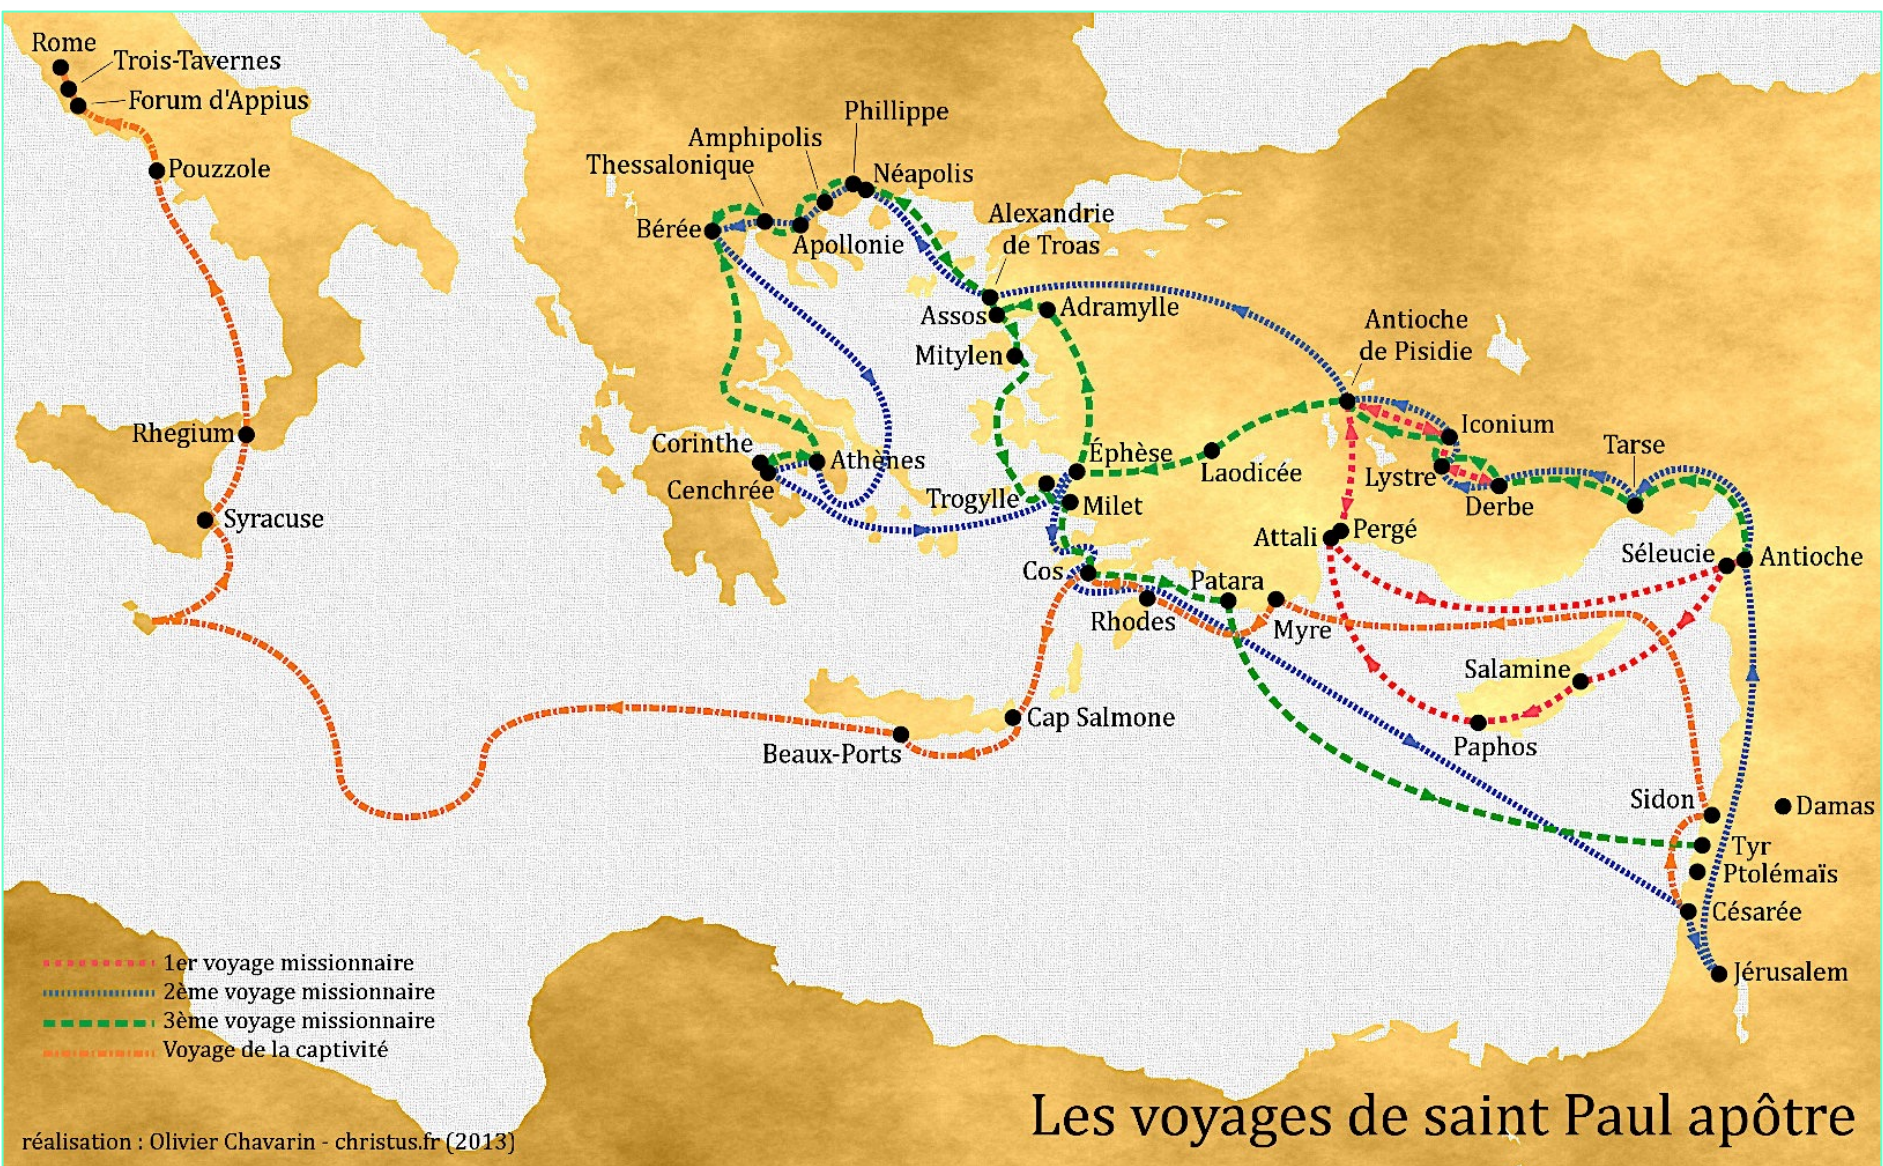 Rome
Trois-Tavernes
Forum d'Appius
Pouzzole
Rhegium
Syracuse
Phillippe
Amphipolis
Thessalonique
Néapolis
Bérée
Apollonie
Alexandrie
de Troas
Assos
Adramylle
Mitylen
Antioche
de Pisidie
Corinthe
Athènes
Cenchrée
Éphèse
Laodicée
Trogylle
Milet
Iconium
Lystre
Derbe
Tarse
Attali
Pergé
Séleucie
Antioche
Cos
Patara
Rhodes
Myre
Salamine
Paphos
Cap Salmone
Beaux-Ports
Sidon
Damas
Tyr
Ptolémaïs
Césarée
Jérusalem
1er voyage missionnaire
2ème voyage missionnaire
3ème voyage missionnaire
Voyage de la captivité
Les voyages de saint Paul apôtre
réalisation : Olivier Chavarin - christus.fr (2013)